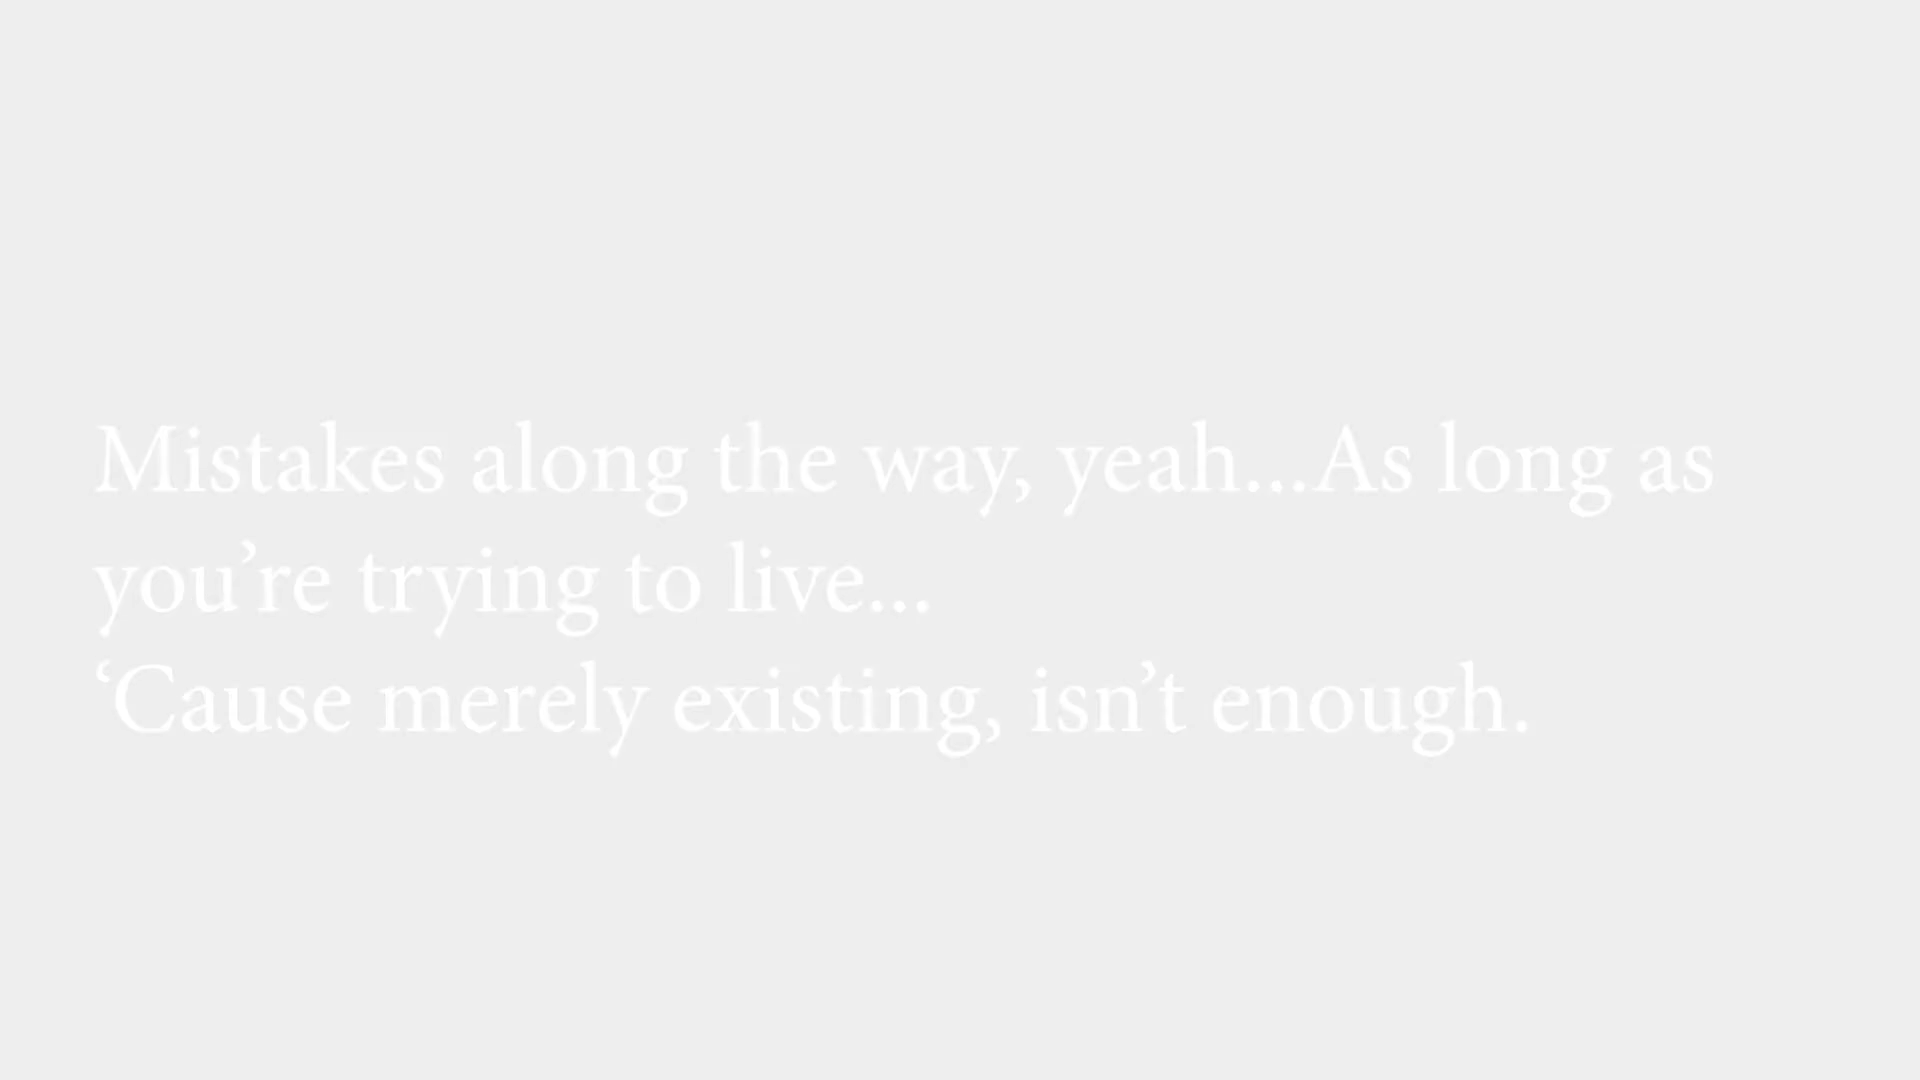 Mistakes along the way, yeah...As long as
you’re trying to live...
‘Cause merely existing, isn’t enough.